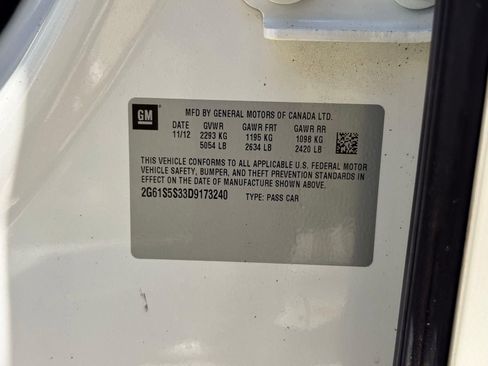 GM
MFD BY GENERAL MOTORS OF CANADA LTD.
DATE GVWR GAWR FRT GAWR RR
11/12 2293 KG 1195 KG 1098 KG
5054 LB 2634 LB 2420 LB
THIS VEHICLE CONFORMS TO ALL APPLICABLE U.S. FEDERAL MOTOR
VEHICLE SAFETY, BUMPER, AND THEFT PREVENTION STANDARDS IN
EFFECT ON THE DATE OF MANUFACTURE SHOWN ABOVE.
2G61S5S33D9173240 TYPE: PASS CAR